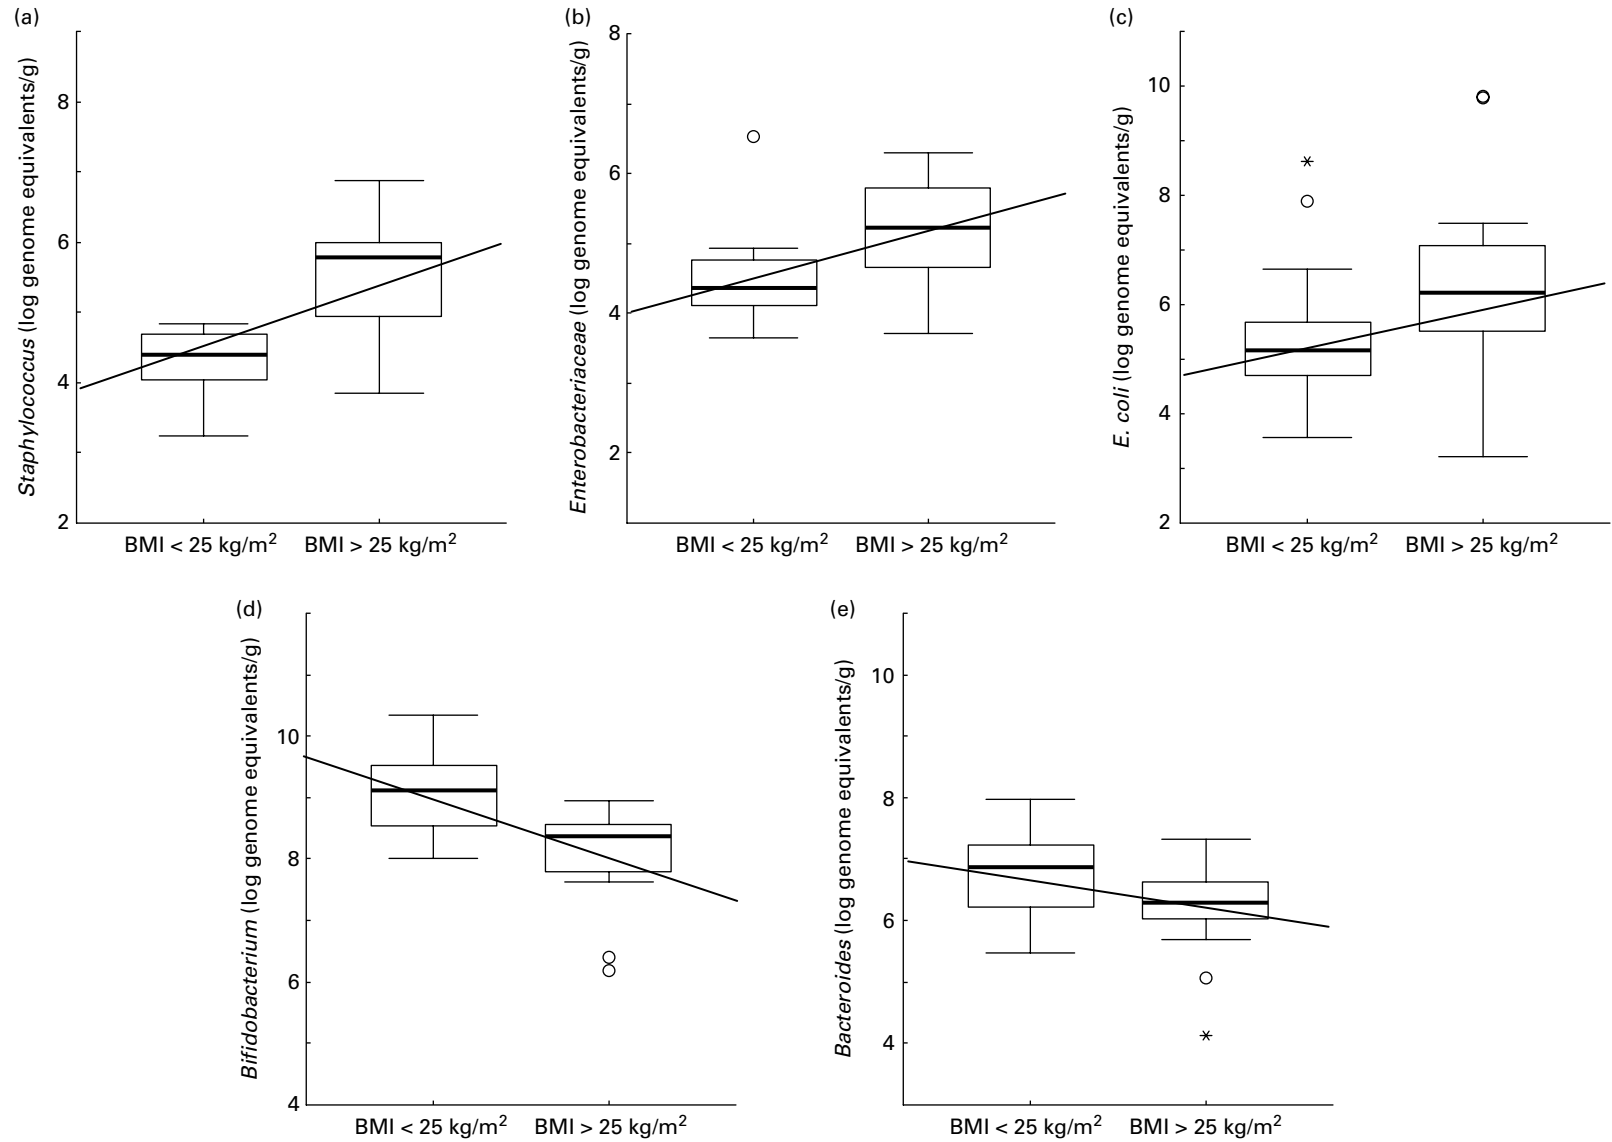 (a)
Staphylococcus (log genome equivalents/g)
8
6
4
2
BMI < 25 kg/m²
BMI > 25 kg/m²
(b)
Enterobacteriaceae (log genome equivalents/g)
8
6
4
2
BMI < 25 kg/m²
BMI > 25 kg/m²
(c)
E. coli (log genome equivalents/g)
10
8
6
4
2
BMI < 25 kg/m²
BMI > 25 kg/m²
(d)
Bifidobacterium (log genome equivalents/g)
10
8
6
4
BMI < 25 kg/m²
BMI > 25 kg/m²
(e)
Bacteroides (log genome equivalents/g)
10
8
6
4
BMI < 25 kg/m²
BMI > 25 kg/m²